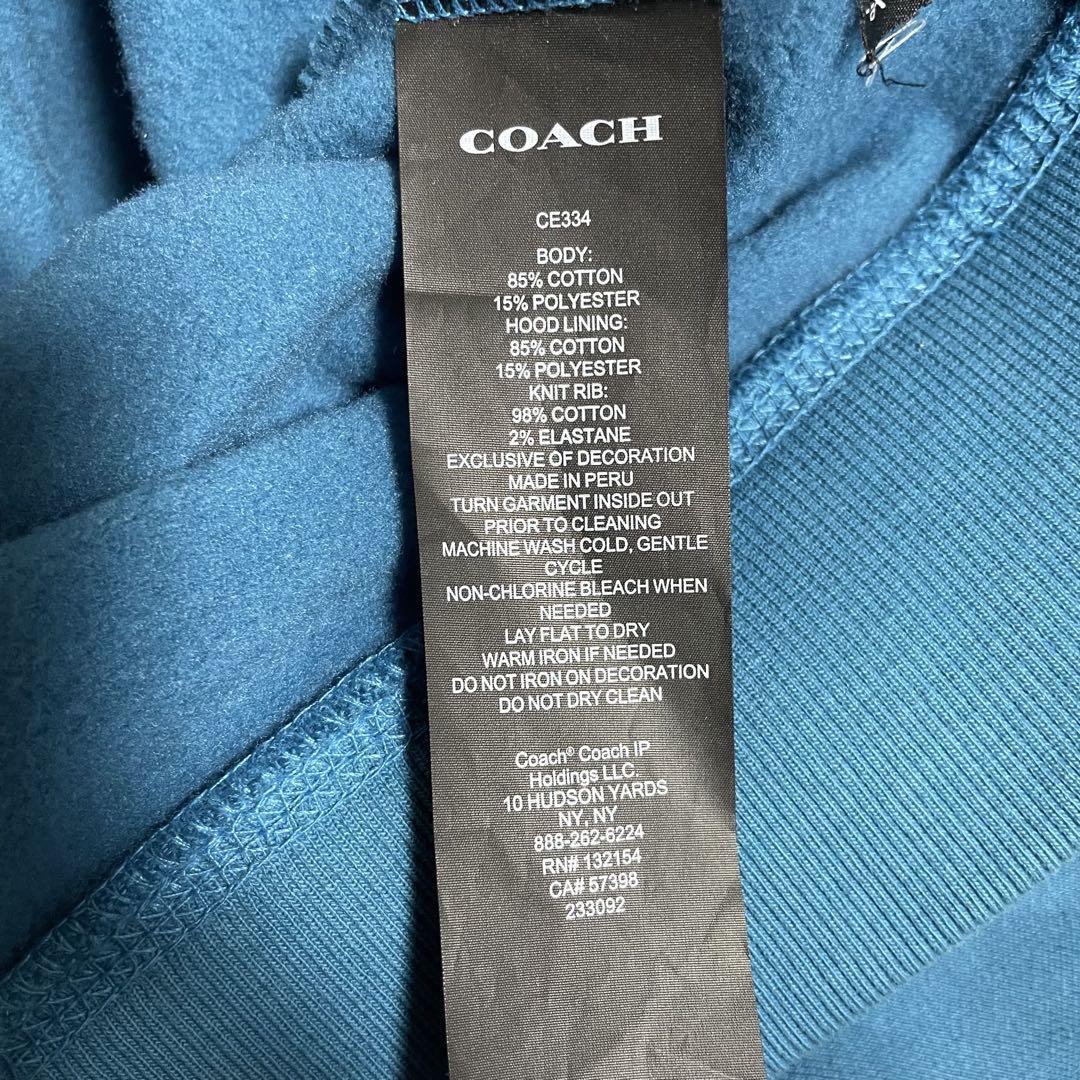 COACH
CE334
BODY:
85% COTTON
15% POLYESTER
HOOD LINING:
85% COTTON
15% POLYESTER
KNIT RIB:
98% COTTON
2% ELASTANE
EXCLUSIVE OF DECORATION
MADE IN PERU
TURN GARMENT INSIDE OUT
PRIOR TO CLEANING
MACHINE WASH COLD, GENTLE
CYCLE
NON-CHLORINE BLEACH WHEN
NEEDED
LAY FLAT TO DRY
WARM IRON IF NEEDED
DO NOT IRON ON DECORATION
DO NOT DRY CLEAN
Coach® Coach IP
Holdings LLC.
10 HUDSON YARDS
NY, NY
888-262-6224
RN# 132154
CA# 57398
233092